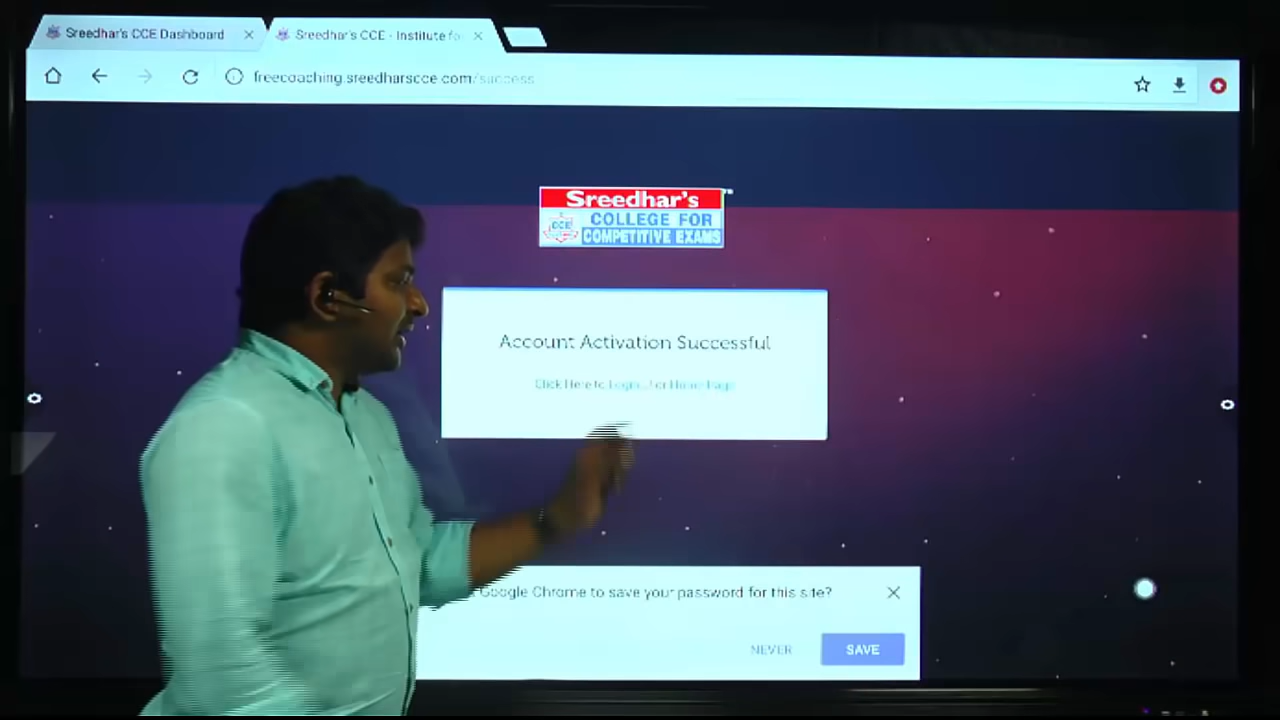 Sreedhar's CCE Dashboard
Sreedhar's CCE - Institute fo
freecoaching.sreedharscce.com/success
Sreedhar's
CCE
COLLEGE FOR
COMPETITIVE EXAMS
Account Activation Successful
Click Here to Login.. or Home Page
Google Chrome to save your password for this site?
NEVER
SAVE